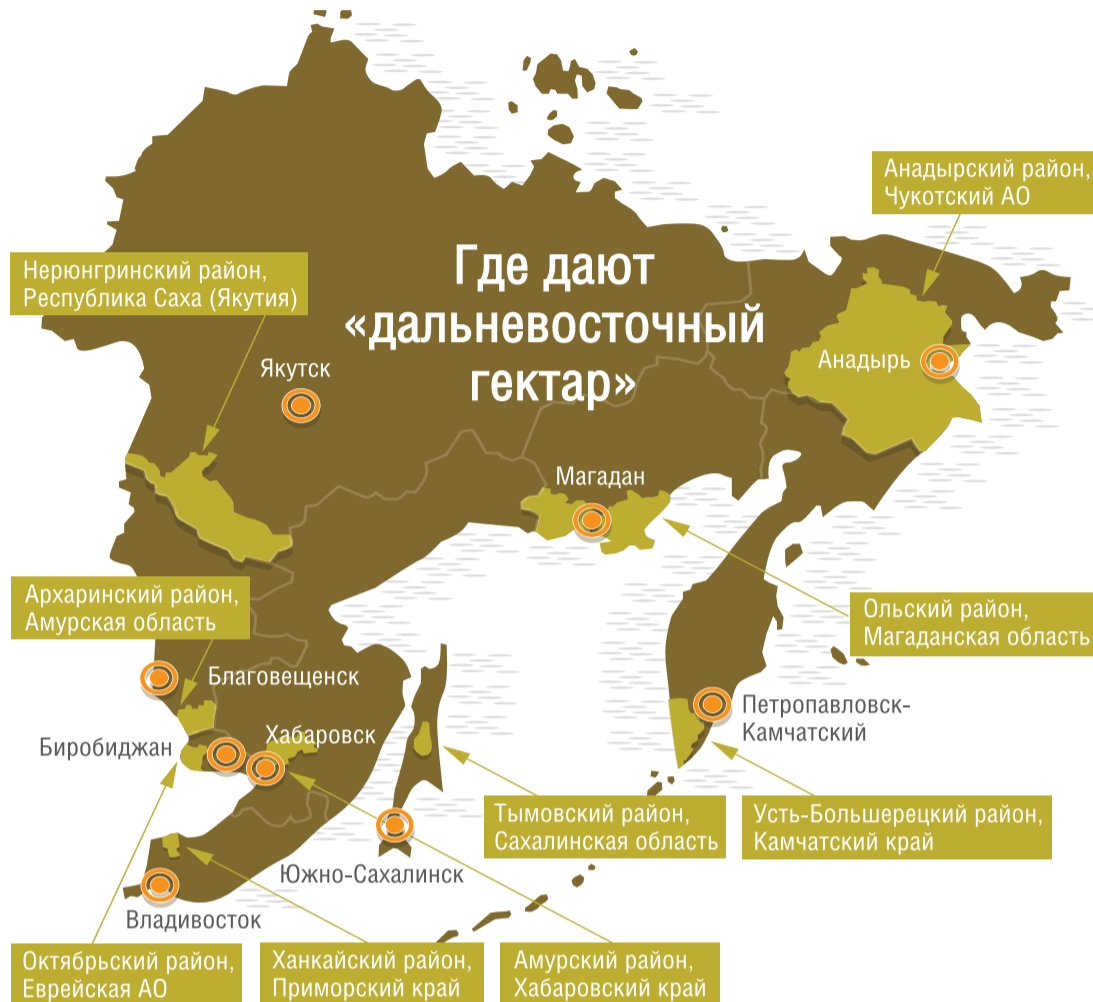 Анадырский район,
Чукотский АО
Где дают
«дальневосточный
гектар»
Нерюнгринский район,
Республика Саха (Якутия)
Якутск
Анадырь
Магадан
Архаринский район,
Амурская область
Ольский район,
Магаданская область
Благовещенск
Петропавловск-
Камчатский
Биробиджан
Хабаровск
Тымовский район,
Сахалинская область
Усть-Большерецкий район,
Камчатский край
Южно-Сахалинск
Владивосток
Октябрьский район,
Еврейская АО
Ханкайский район,
Приморский край
Амурский район,
Хабаровский край